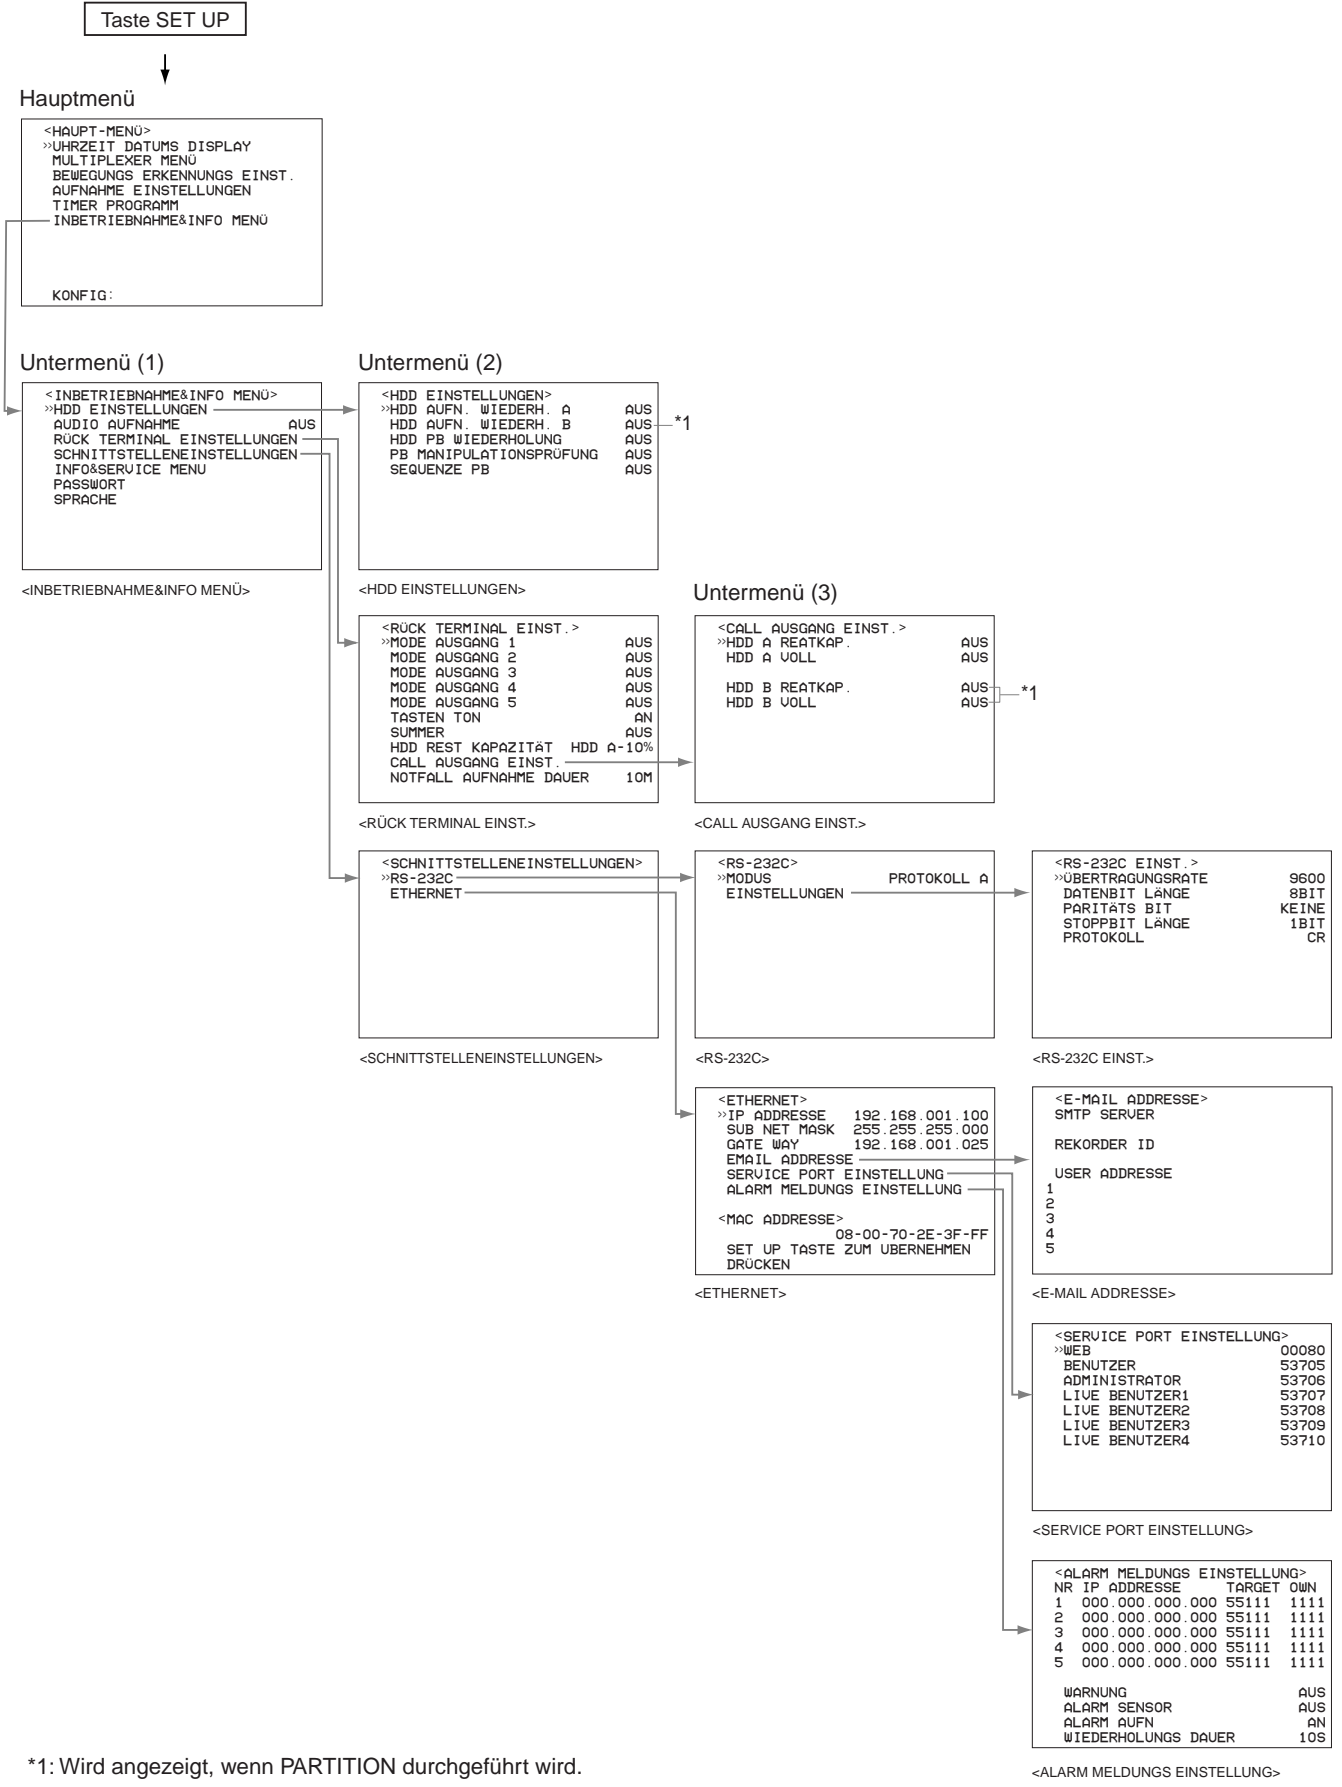 Taste SET UP
Hauptmenü
<HAUPT-MENÜ>
»UHRZEIT DATUMS DISPLAY
MULTIPLEXER MENÜ
BEWEGUNGS ERKENNUNGS EINST.
AUFNAHME EINSTELLUNGEN
TIMER PROGRAMM
INBETRIEBNAHME&INFO MENÜ
KONFIG:
Untermenü (1)
<INBETRIEBNAHME&INFO MENÜ>
»HDD EINSTELLUNGEN
AUDIO AUFNAHME AUS
RÜCK TERMINAL EINSTELLUNGEN
SCHNITTSTELLENEINSTELLUNGEN
INFO&SERVICE MENU
PASSWORT
SPRACHE
<INBETRIEBNAHME&INFO MENÜ>
Untermenü (2)
<HDD EINSTELLUNGEN>
»HDD AUFN. WIEDERH. A AUS
HDD AUFN. WIEDERH. B AUS *1
HDD PB WIEDERHOLUNG AUS
PB MANIPULATIONSPRÜFUNG AUS
SEQUENZE PB AUS
<HDD EINSTELLUNGEN>
<RÜCK TERMINAL EINST.>
»MODE AUSGANG 1 AUS
MODE AUSGANG 2 AUS
MODE AUSGANG 3 AUS
MODE AUSGANG 4 AUS
MODE AUSGANG 5 AUS
TASTEN TON AN
SUMMER AUS
HDD REST KAPAZITÄT HDD A-10%
CALL AUSGANG EINST.
NOTFALL AUFNAHME DAUER 10M
<RÜCK TERMINAL EINST.>
Untermenü (3)
<CALL AUSGANG EINST.>
»HDD A REATKAP. AUS
HDD A VOLL AUS
HDD B REATKAP. AUS
HDD B VOLL AUS
*1
<CALL AUSGANG EINST.>
<SCHNITTSTELLENEINSTELLUNGEN>
»RS-232C
ETHERNET
<SCHNITTSTELLENEINSTELLUNGEN>
<RS-232C>
»MODUS PROTOKOLL A
EINSTELLUNGEN
<RS-232C>
<RS-232C EINST.>
»ÜBERTRAGUNGSRATE 9600
DATENBIT LÄNGE 8BIT
PARITÄTS BIT KEINE
STOPPBIT LÄNGE 1BIT
PROTOKOLL CR
<RS-232C EINST.>
<ETHERNET>
»IP ADDRESSE 192.168.001.100
SUB NET MASK 255.255.255.000
GATE WAY 192.168.001.025
EMAIL ADDRESSE
SERVICE PORT EINSTELLUNG
ALARM MELDUNGS EINSTELLUNG
<MAC ADDRESSE>
08-00-70-2E-3F-FF
SET UP TASTE ZUM UBERNEHMEN
DRÜCKEN
<ETHERNET>
<E-MAIL ADDRESSE>
SMTP SERVER
REKORDER ID
USER ADDRESSE
1
2
3
4
5
<E-MAIL ADDRESSE>
<SERVICE PORT EINSTELLUNG>
»WEB 00080
BENUTZER 53705
ADMINISTRATOR 53706
LIVE BENUTZER1 53707
LIVE BENUTZER2 53708
LIVE BENUTZER3 53709
LIVE BENUTZER4 53710
<SERVICE PORT EINSTELLUNG>
<ALARM MELDUNGS EINSTELLUNG>
NR IP ADDRESSE TARGET OWN
1 000.000.000.000 55111 1111
2 000.000.000.000 55111 1111
3 000.000.000.000 55111 1111
4 000.000.000.000 55111 1111
5 000.000.000.000 55111 1111
WARNUNG AUS
ALARM SENSOR AUS
ALARM AUFN AN
WIEDERHOLUNGS DAUER 10S
<ALARM MELDUNGS EINSTELLUNG>
*1: Wird angezeigt, wenn PARTITION durchgeführt wird.